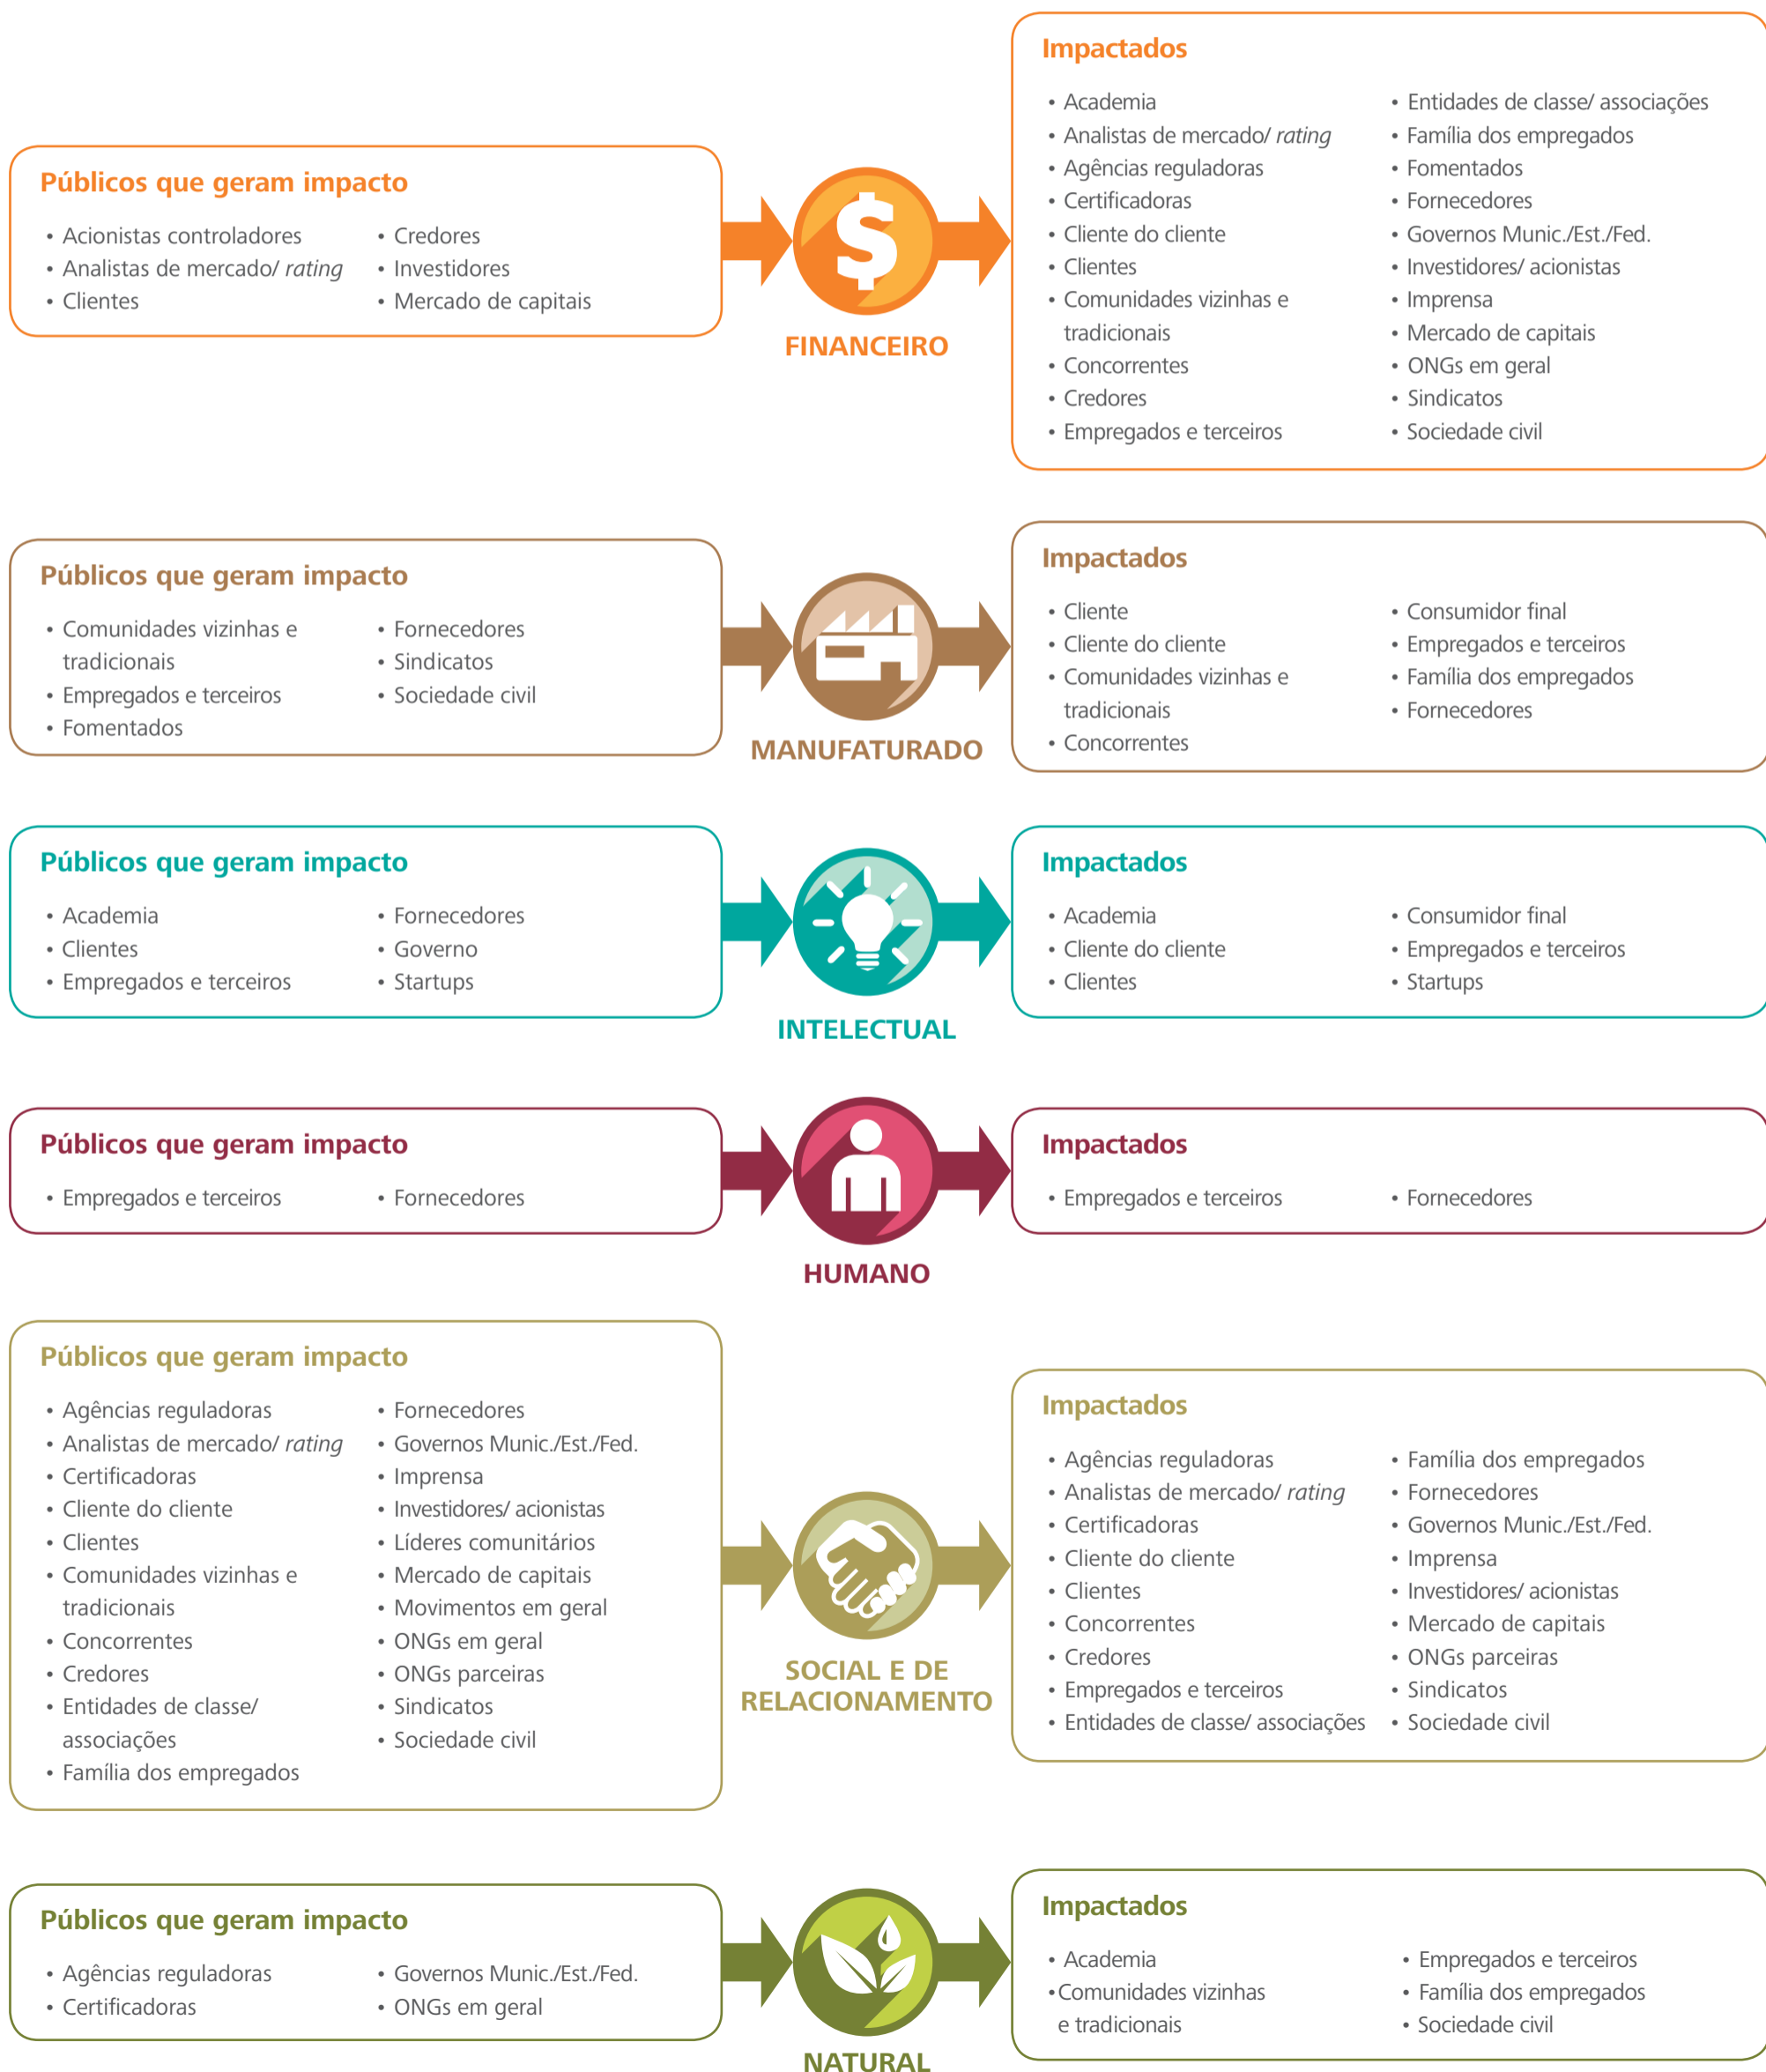 Públicos que geram impacto
• Acionistas controladores
• Analistas de mercado/ rating
• Clientes
• Credores
• Investidores
• Mercado de capitais
FINANCEIRO
Impactados
• Academia
• Analistas de mercado/ rating
• Agências reguladoras
• Certificadoras
• Cliente do cliente
• Clientes
• Comunidades vizinhas e
tradicionais
• Concorrentes
• Credores
• Empregados e terceiros
• Entidades de classe/ associações
• Família dos empregados
• Fomentados
• Fornecedores
• Governos Munic./Est./Fed.
• Investidores/ acionistas
• Imprensa
• Mercado de capitais
• ONGs em geral
• Sindicatos
• Sociedade civil
Públicos que geram impacto
• Comunidades vizinhas e
tradicionais
• Empregados e terceiros
• Fomentados
• Fornecedores
• Sindicatos
• Sociedade civil
MANUFATURADO
Impactados
• Cliente
• Cliente do cliente
• Comunidades vizinhas e
tradicionais
• Concorrentes
• Consumidor final
• Empregados e terceiros
• Família dos empregados
• Fornecedores
Públicos que geram impacto
• Academia
• Clientes
• Empregados e terceiros
• Fornecedores
• Governo
• Startups
INTELECTUAL
Impactados
• Academia
• Cliente do cliente
• Clientes
• Consumidor final
• Empregados e terceiros
• Startups
Públicos que geram impacto
• Empregados e terceiros
• Fornecedores
HUMANO
Impactados
• Empregados e terceiros
• Fornecedores
Públicos que geram impacto
• Agências reguladoras
• Analistas de mercado/ rating
• Certificadoras
• Cliente do cliente
• Clientes
• Comunidades vizinhas e
tradicionais
• Concorrentes
• Credores
• Entidades de classe/
associações
• Família dos empregados
• Fornecedores
• Governos Munic./Est./Fed.
• Imprensa
• Investidores/ acionistas
• Líderes comunitários
• Mercado de capitais
• Movimentos em geral
• ONGs em geral
• ONGs parceiras
• Sindicatos
• Sociedade civil
SOCIAL E DE
RELACIONAMENTO
Impactados
• Agências reguladoras
• Analistas de mercado/ rating
• Certificadoras
• Cliente do cliente
• Clientes
• Concorrentes
• Credores
• Empregados e terceiros
• Entidades de classe/ associações
• Família dos empregados
• Fornecedores
• Governos Munic./Est./Fed.
• Imprensa
• Investidores/ acionistas
• Mercado de capitais
• ONGs parceiras
• Sindicatos
• Sociedade civil
Públicos que geram impacto
• Agências reguladoras
• Certificadoras
• Governos Munic./Est./Fed.
• ONGs em geral
NATURAL
Impactados
• Academia
•Comunidades vizinhas
e tradicionais
• Empregados e terceiros
• Família dos empregados
• Sociedade civil